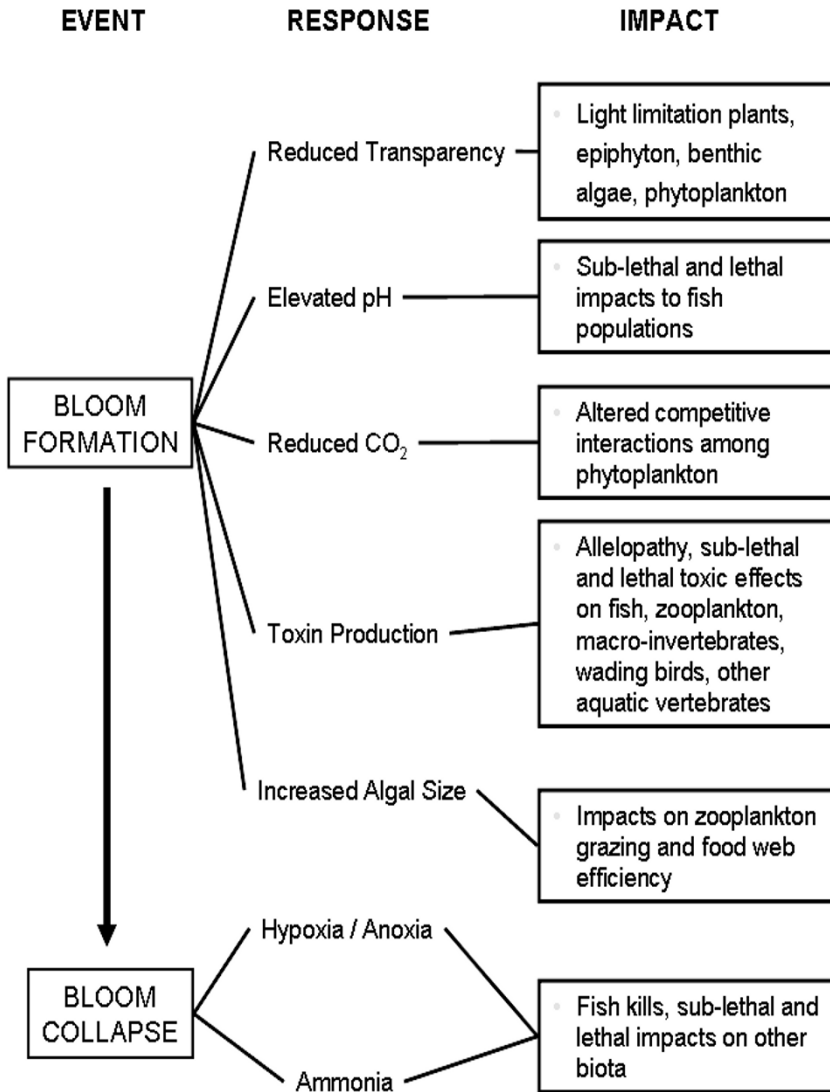 EVENT RESPONSE IMPACT
Reduced Transparency
• Light limitation plants,
epiphyton, benthic
algae, phytoplankton
Elevated pH
• Sub-lethal and lethal
impacts to fish
populations
BLOOM
FORMATION
Reduced CO₂
• Altered competitive
interactions among
phytoplankton
Toxin Production
• Allelopathy, sub-lethal
and lethal toxic effects
on fish, zooplankton,
macro-invertebrates,
wading birds, other
aquatic vertebrates
Increased Algal Size
• Impacts on zooplankton
grazing and food web
efficiency
BLOOM
COLLAPSE
Hypoxia / Anoxia
Ammonia
• Fish kills, sub-lethal and
lethal impacts on other
biota